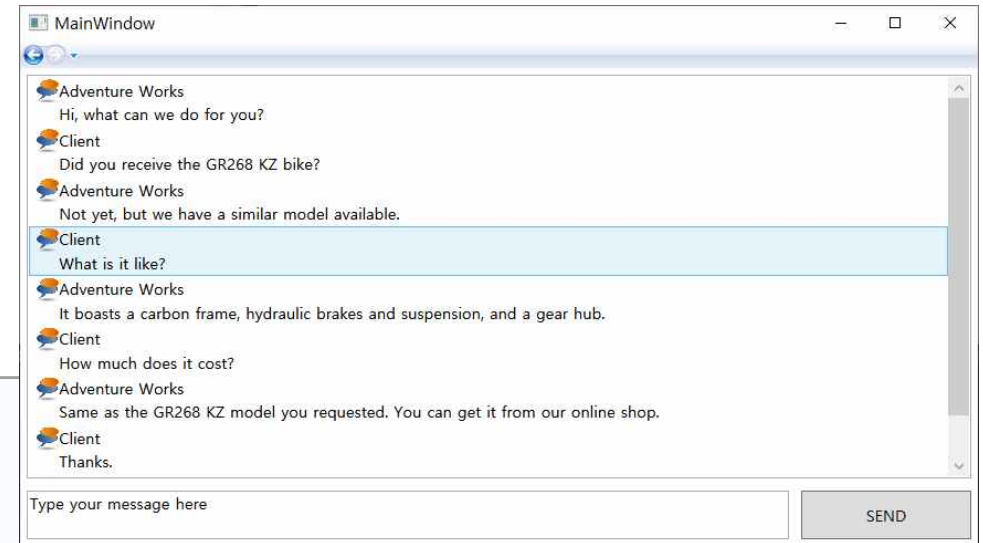 MainWindow
Adventure Works
Hi, what can we do for you?
Client
Did you receive the GR268 KZ bike?
Adventure Works
Not yet, but we have a similar model available.
Client
What is it like?
Adventure Works
It boasts a carbon frame, hydraulic brakes and suspension, and a gear hub.
Client
How much does it cost?
Adventure Works
Same as the GR268 KZ model you requested. You can get it from our online shop.
Client
Thanks.
Type your message here
SEND